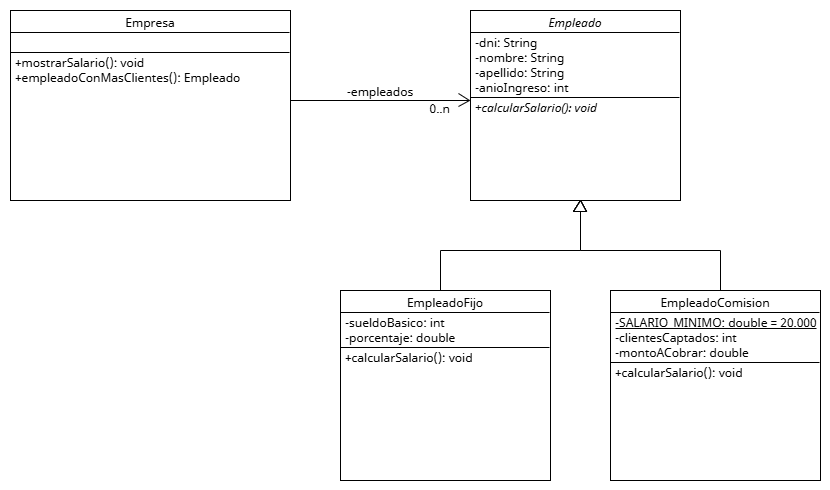 Empresa
+mostrarSalario(): void
+empleadoConMasClientes(): Empleado
-empleados
0..n
Empleado
-dni: String
-nombre: String
-apellido: String
-anioIngreso: int
+calcularSalario(): void
EmpleadoFijo
-sueldoBasico: int
-porcentaje: double
+calcularSalario(): void
EmpleadoComision
-SALARIO_MINIMO: double = 20.000
-clientesCaptados: int
-montoACobrar: double
+calcularSalario(): void